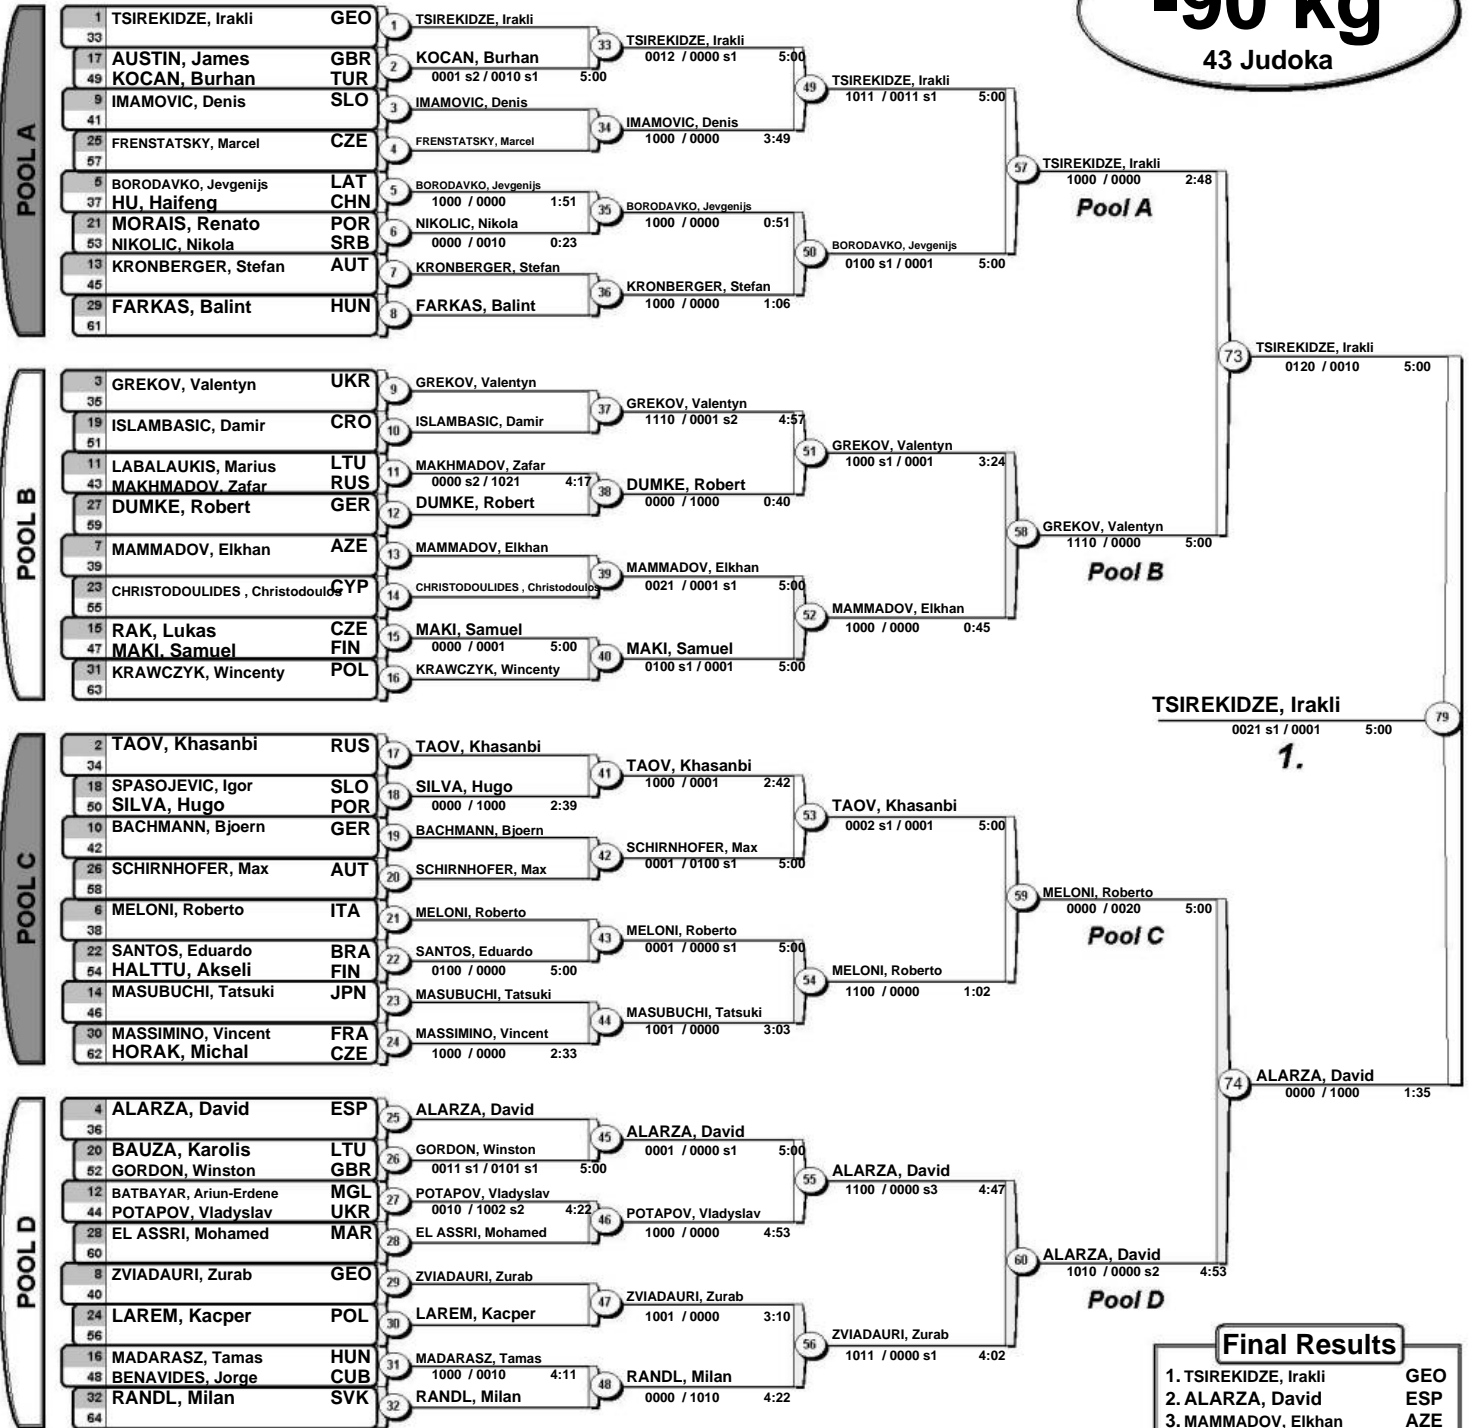 -90 kg
43 Judoka
POOL A
1 TSIREKIDZE, Irakli GEO
33
17 AUSTIN, James GBR
49 KOCAN, Burhan TUR
9 IMAMOVIC, Denis SLO
41
25 FRENSTATSKY, Marcel CZE
57
5 BORODAVKO, Jevgenijs LAT
37 HU, Haifeng CHN
21 MORAIS, Renato POR
53 NIKOLIC, Nikola SRB
13 KRONBERGER, Stefan AUT
45
29 FARKAS, Balint HUN
61
1 TSIREKIDZE, Irakli
2 KOCAN, Burhan
0001 s2 / 0010 s1 5:00
3 IMAMOVIC, Denis
4 FRENSTATSKY, Marcel
5 BORODAVKO, Jevgenijs
1000 / 0000 1:51
6 NIKOLIC, Nikola
0000 / 0010 0:23
7 KRONBERGER, Stefan
8 FARKAS, Balint
33 TSIREKIDZE, Irakli
0012 / 0000 s1 5:00
34 IMAMOVIC, Denis
1000 / 0000 3:49
35 BORODAVKO, Jevgenijs
1000 / 0000 0:51
36 KRONBERGER, Stefan
1000 / 0000 1:06
49 TSIREKIDZE, Irakli
1011 / 0011 s1 5:00
50 BORODAVKO, Jevgenijs
0100 s1 / 0001 5:00
57 TSIREKIDZE, Irakli
1000 / 0000 2:48
Pool A
POOL B
3 GREKOV, Valentyn UKR
35
19 ISLAMBASIC, Damir CRO
51
11 LABALAUKIS, Marius LTU
43 MAKHMADOV, Zafar RUS
27 DUMKE, Robert GER
59
7 MAMMADOV, Elkhan AZE
39
23 CHRISTODOULIDES , Christodoulos CYP
55
15 RAK, Lukas CZE
47 MAKI, Samuel FIN
31 KRAWCZYK, Wincenty POL
63
9 GREKOV, Valentyn
10 ISLAMBASIC, Damir
11 MAKHMADOV, Zafar
0000 s2 / 1021 4:17
12 DUMKE, Robert
13 MAMMADOV, Elkhan
14 CHRISTODOULIDES , Christodoulos
15 MAKI, Samuel
0000 / 0001 5:00
16 KRAWCZYK, Wincenty
37 GREKOV, Valentyn
1110 / 0001 s2 4:57
38 DUMKE, Robert
0000 / 1000 0:40
39 MAMMADOV, Elkhan
0021 / 0001 s1 5:00
40 MAKI, Samuel
0100 s1 / 0001 5:00
51 GREKOV, Valentyn
1000 s1 / 0001 3:24
52 MAMMADOV, Elkhan
1000 / 0000 0:45
58 GREKOV, Valentyn
1110 / 0000 5:00
Pool B
73 TSIREKIDZE, Irakli
0120 / 0010 5:00
TSIREKIDZE, Irakli 79
0021 s1 / 0001 5:00
1.
POOL C
2 TAOV, Khasanbi RUS
34
18 SPASOJEVIC, Igor SLO
50 SILVA, Hugo POR
10 BACHMANN, Bjoern GER
42
26 SCHIRNHOFER, Max AUT
58
6 MELONI, Roberto ITA
38
22 SANTOS, Eduardo BRA
54 HALTTU, Akseli FIN
14 MASUBUCHI, Tatsuki JPN
46
30 MASSIMINO, Vincent FRA
62 HORAK, Michal CZE
17 TAOV, Khasanbi
18 SILVA, Hugo
0000 / 1000 2:39
19 BACHMANN, Bjoern
20 SCHIRNHOFER, Max
21 MELONI, Roberto
22 SANTOS, Eduardo
0100 / 0000 5:00
23 MASUBUCHI, Tatsuki
24 MASSIMINO, Vincent
1000 / 0000 2:33
41 TAOV, Khasanbi
1000 / 0001 2:42
42 SCHIRNHOFER, Max
0001 / 0100 s1 5:00
43 MELONI, Roberto
0001 / 0000 s1 5:00
44 MASUBUCHI, Tatsuki
1001 / 0000 3:03
53 TAOV, Khasanbi
0002 s1 / 0001 5:00
54 MELONI, Roberto
1100 / 0000 1:02
59 MELONI, Roberto
0000 / 0020 5:00
Pool C
POOL D
4 ALARZA, David ESP
36
20 BAUZA, Karolis LTU
52 GORDON, Winston GBR
12 BATBAYAR, Ariun-Erdene MGL
44 POTAPOV, Vladyslav UKR
28 EL ASSRI, Mohamed MAR
60
8 ZVIADAURI, Zurab GEO
40
24 LAREM, Kacper POL
56
16 MADARASZ, Tamas HUN
48 BENAVIDES, Jorge CUB
32 RANDL, Milan SVK
64
25 ALARZA, David
26 GORDON, Winston
0011 s1 / 0101 s1 5:00
27 POTAPOV, Vladyslav
0010 / 1002 s2 4:22
28 EL ASSRI, Mohamed
29 ZVIADAURI, Zurab
30 LAREM, Kacper
31 MADARASZ, Tamas
1000 / 0010 4:11
32 RANDL, Milan
45 ALARZA, David
0001 / 0000 s1 5:00
46 POTAPOV, Vladyslav
1000 / 0000 4:53
47 ZVIADAURI, Zurab
1001 / 0000 3:10
48 RANDL, Milan
0000 / 1010 4:22
55 ALARZA, David
1100 / 0000 s3 4:47
56 ZVIADAURI, Zurab
1011 / 0000 s1 4:02
60 ALARZA, David
1010 / 0000 s2 4:53
Pool D
74 ALARZA, David
0000 / 1000 1:35
Final Results
1. TSIREKIDZE, Irakli GEO
2. ALARZA, David ESP
3. MAMMADOV, Elkhan AZE